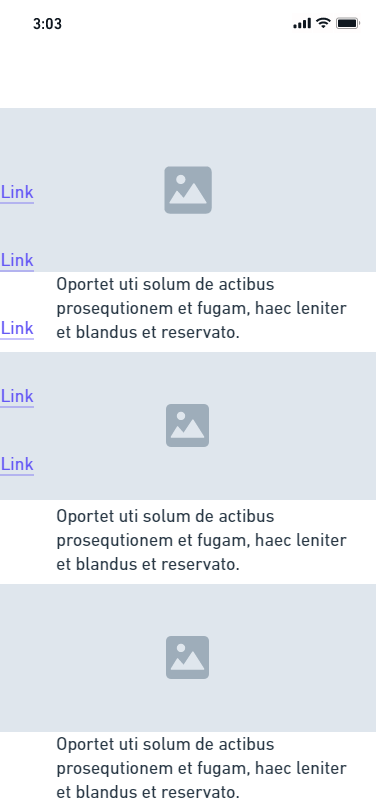 3:03
Link
Link
Oportet uti solum de actibus
prosequtionem et fugam, haec leniter
Link
et blandus et reservato.
Link
Link
Oportet uti solum de actibus
prosequtionem et fugam, haec leniter
et blandus et reservato.
Oportet uti solum de actibus
prosequtionem et fugam, haec leniter
et blandus et reservato.